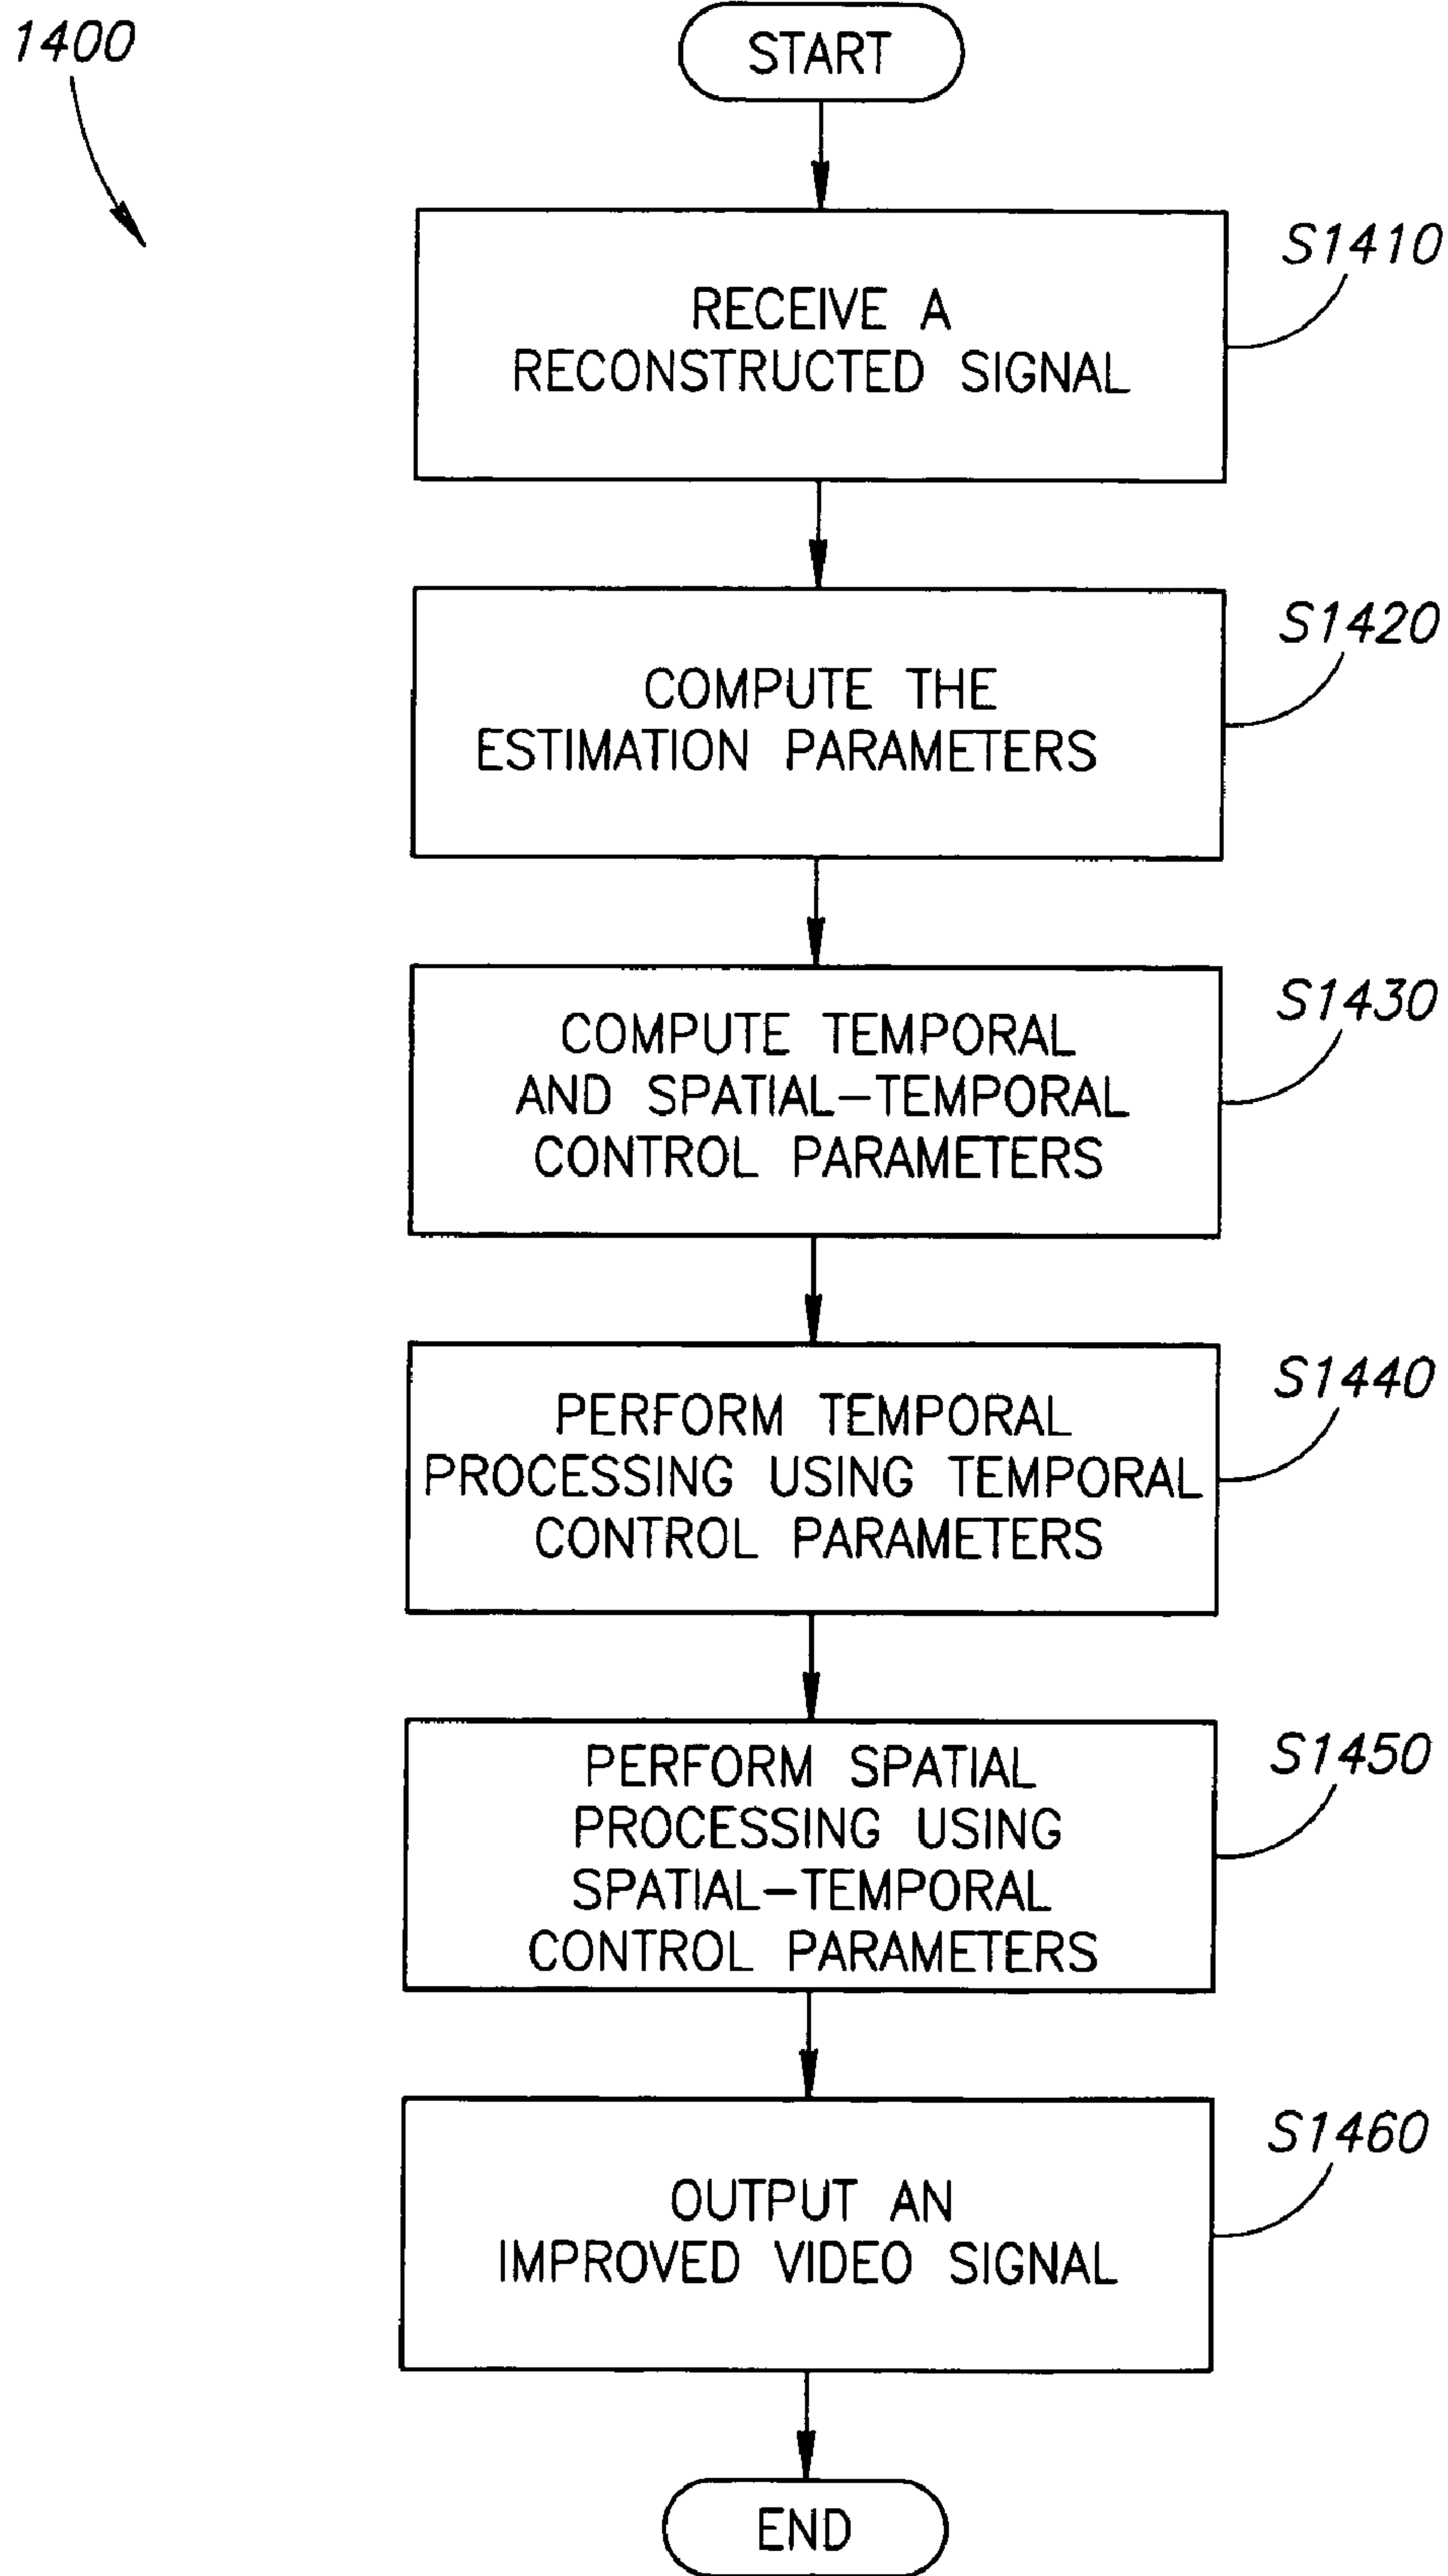 1400
START
RECEIVE A
RECONSTRUCTED SIGNAL
S1410
COMPUTE THE
ESTIMATION PARAMETERS
S1420
COMPUTE TEMPORAL
AND SPATIAL-TEMPORAL
CONTROL PARAMETERS
S1430
PERFORM TEMPORAL
PROCESSING USING TEMPORAL
CONTROL PARAMETERS
S1440
PERFORM SPATIAL
PROCESSING USING
SPATIAL-TEMPORAL
CONTROL PARAMETERS
S1450
OUTPUT AN
IMPROVED VIDEO SIGNAL
S1460
END